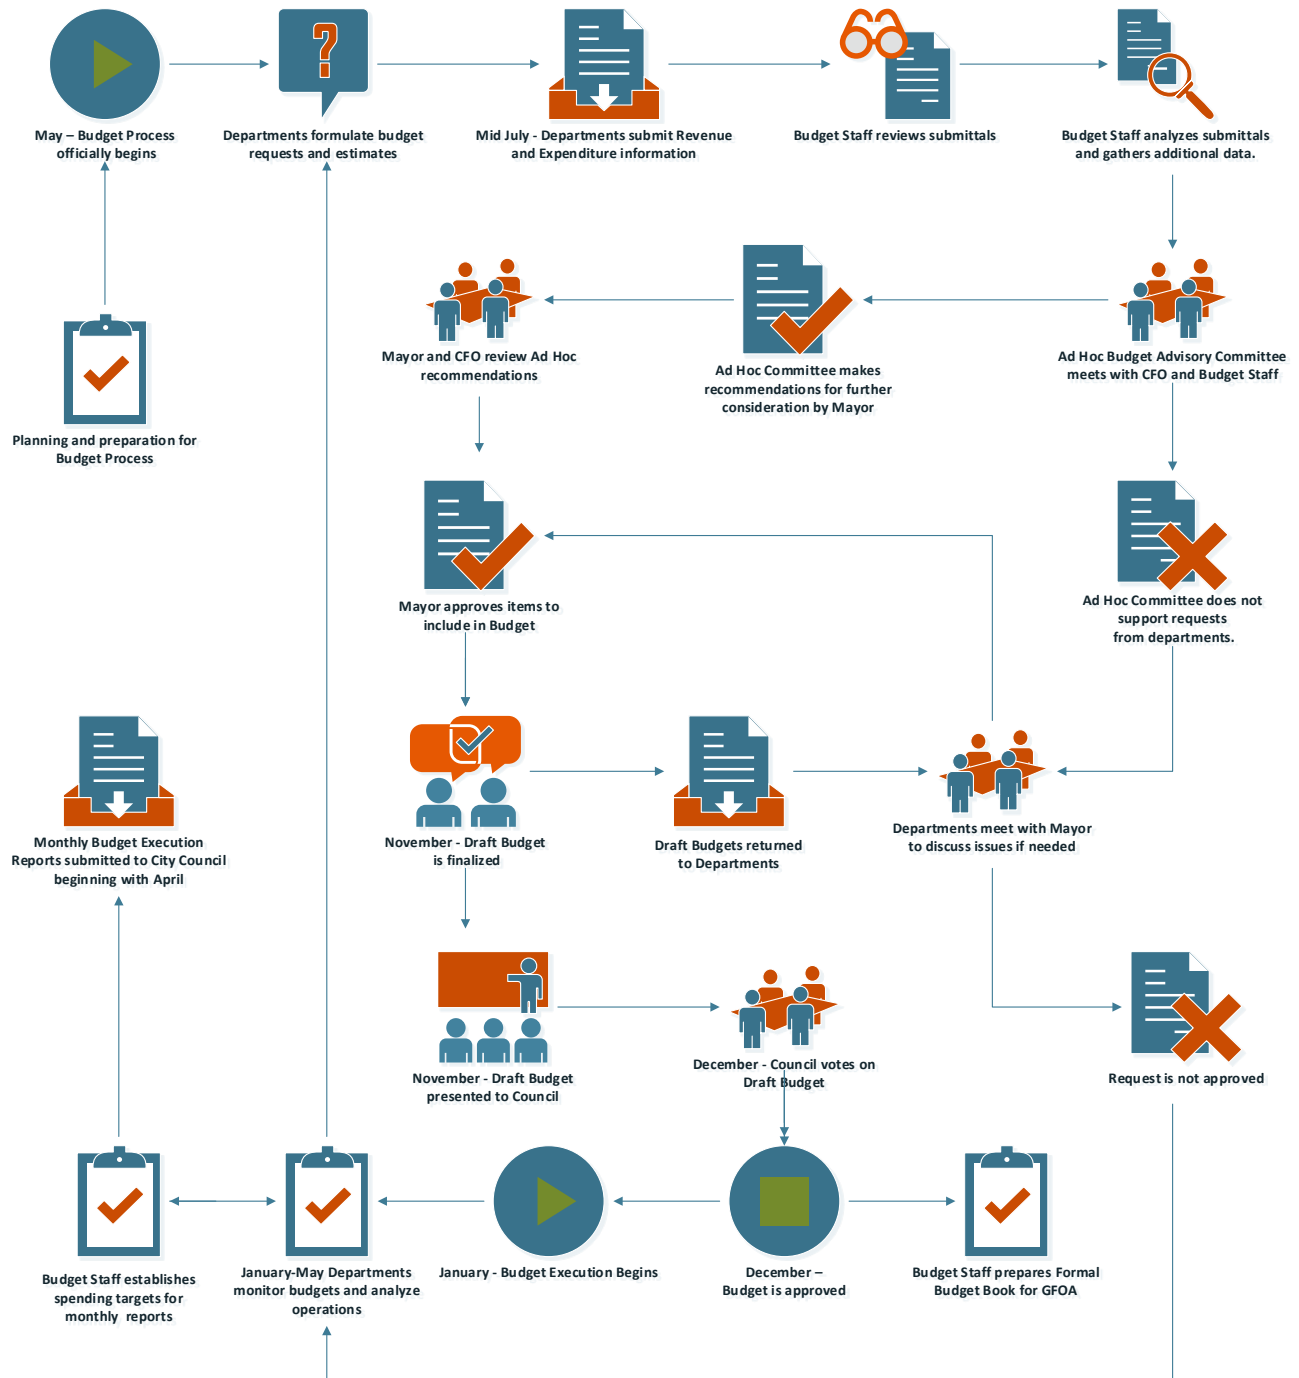 May – Budget Process
officially begins
Departments formulate budget
requests and estimates
Mid July - Departments submit Revenue
and Expenditure information
Budget Staff reviews submittals
Budget Staff analyzes submittals
and gathers additional data.
Planning and preparation for
Budget Process
Mayor and CFO review Ad Hoc
recommendations
Ad Hoc Committee makes
recommendations for further
consideration by Mayor
Ad Hoc Budget Advisory Committee
meets with CFO and Budget Staff
Mayor approves items to
include in Budget
Ad Hoc Committee does not
support requests
from departments.
Monthly Budget Execution
Reports submitted to City Council
beginning with April
November - Draft Budget
is finalized
Draft Budgets returned
to Departments
Departments meet with Mayor
to discuss issues if needed
November - Draft Budget
presented to Council
December - Council votes on
Draft Budget
Request is not approved
Budget Staff establishes
spending targets for
monthly reports
January-May Departments
monitor budgets and analyze
operations
January - Budget Execution Begins
December –
Budget is approved
Budget Staff prepares Formal
Budget Book for GFOA